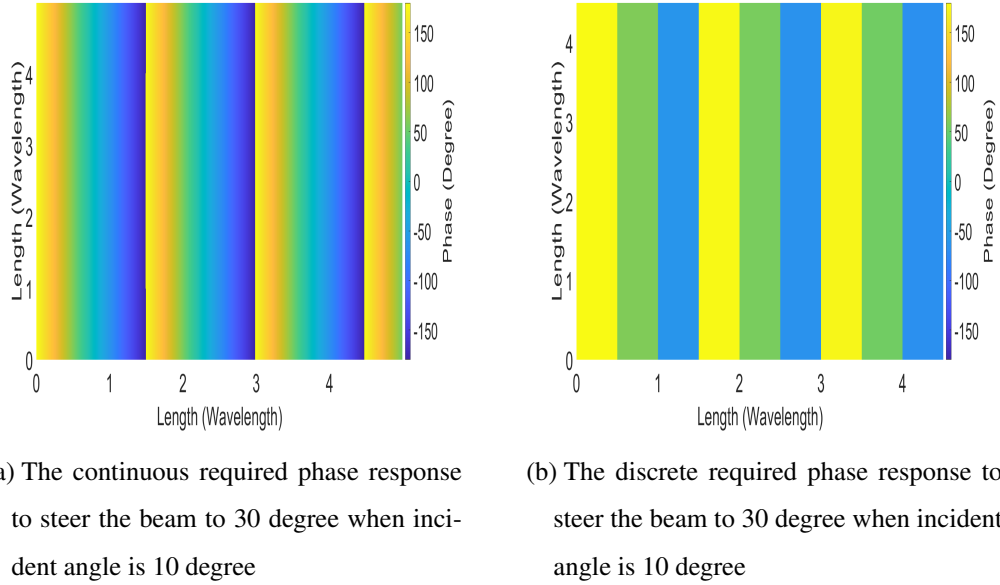 4
3
2
1
0
Length (Wavelength)
0 1 2 3 4
Length (Wavelength)
150
100
50
0
-50
-100
-150
Phase (Degree)
4
3
2
1
0
Length (Wavelength)
0 1 2 3 4
Length (Wavelength)
150
100
50
0
-50
-100
-150
Phase (Degree)
a) The continuous required phase response
to steer the beam to 30 degree when inci-
dent angle is 10 degree
(b) The discrete required phase response to
steer the beam to 30 degree when incident
angle is 10 degree